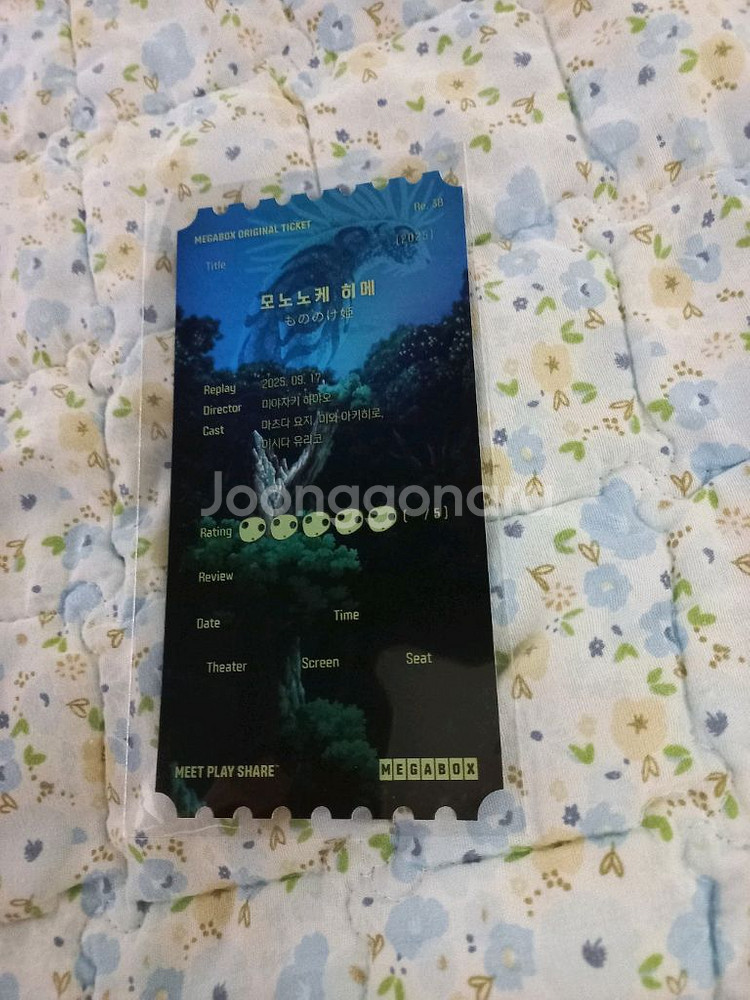 MEGABOX ORIGINAL TICKET
Re. 38
Title
(2025)
모노노케 히메
もののけ姫
Replay 2025. 09. 17.
Director 미야자키 하야오
Cast 마츠다 요지, 미와 아키히로,
이시다 유리코
Joonggonara
Rating ( / 5)
Review
Date Time
Theater Screen Seat
MEET PLAY SHARE™ MEGABOX